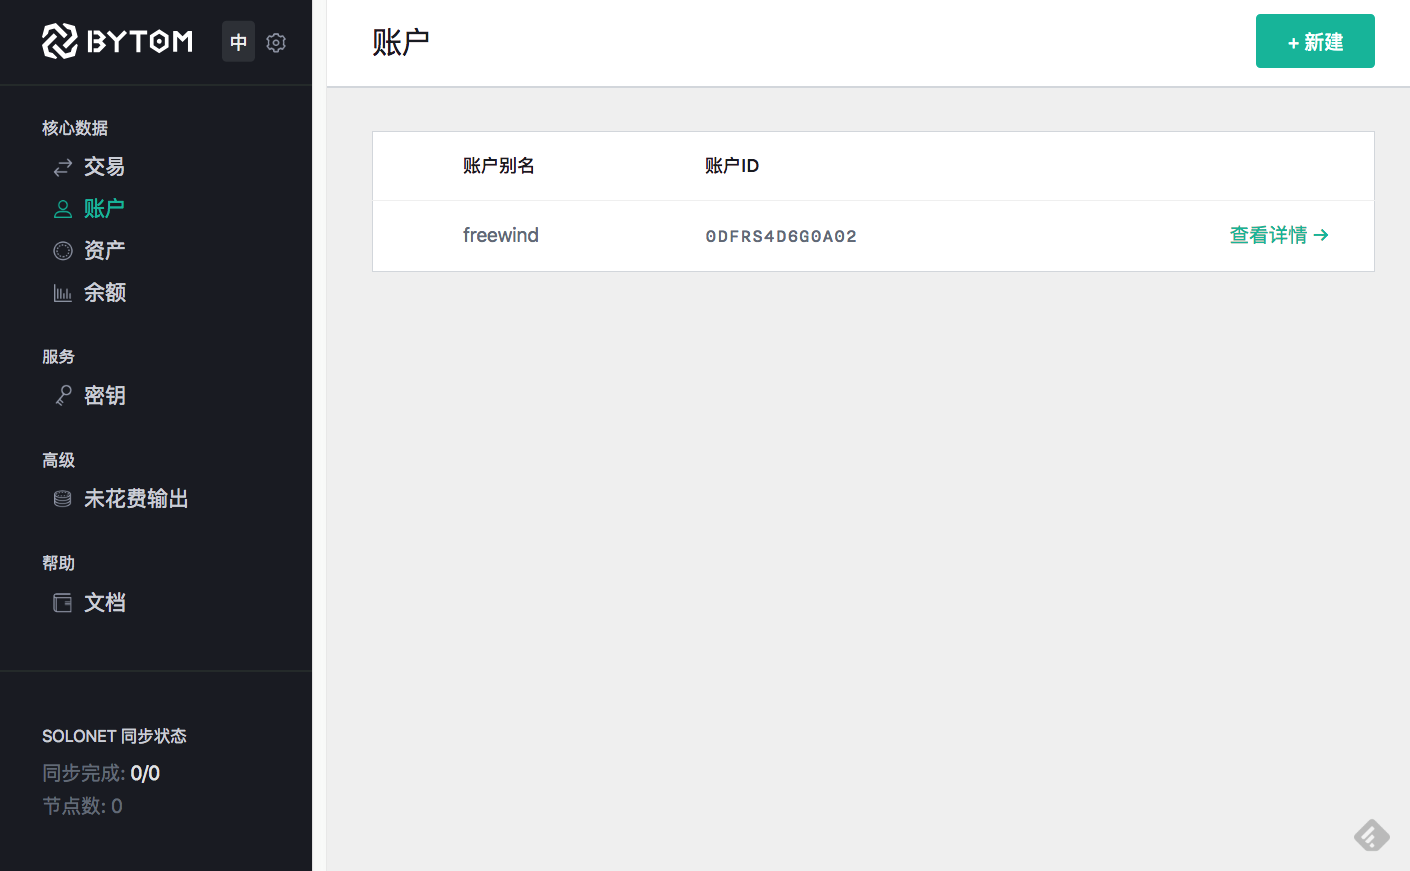 BYTOM 中
核心数据
交易
账户
资产
余额
服务
密钥
高级
未花费输出
帮助
文档
SOLONET 同步状态
同步完成: 0/0
节点数: 0
账户
+ 新建
账户别名 账户ID
freewind 0DFRS4D6G0A02 查看详情 →